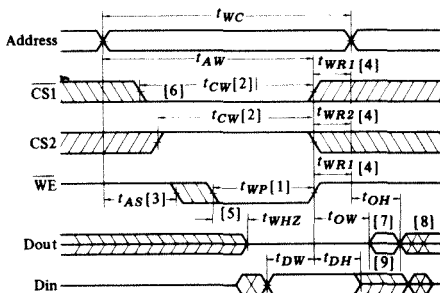 tWC
Address
tAW
tWR1 [4]
CS1
[6]
tCW[2]
tCW[2]
tWR2 [4]
CS2
tWR1 [4]
WE
tAS[3]
tWP[1]
tOH
[5]
tWHZ
tOW
[7]
[8]
Dout
tDW
tDH
[9]
Din